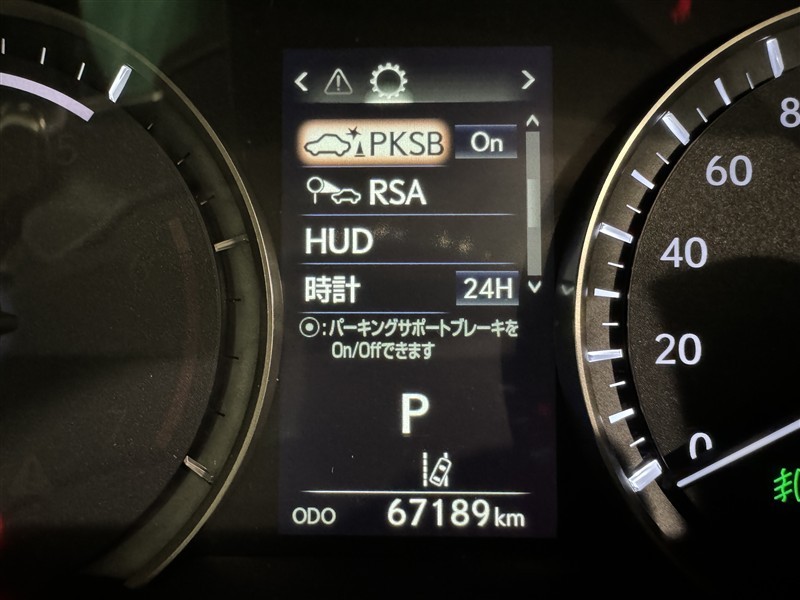 PKSB On
RSA
HUD
時計 24H
⦿:パーキングサポートブレーキを
On/Offできます
P
ODO 67189km
8
60
40
20
0